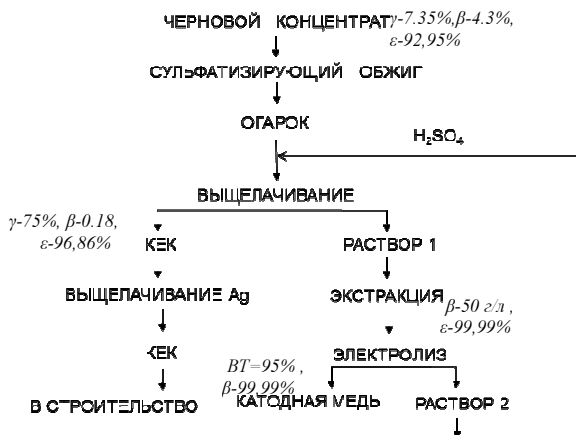 ЧЕРНОВОЙ КОНЦЕНТРАТ γ-7.35%,β-4.3%,
ε-92,95%
СУЛЬФАТИЗИРУЮЩИЙ ОБЖИГ
ОГАРОК
H₂SO₄
ВЫЩЕЛАЧИВАНИЕ
γ-75%, β-0.18,
ε-96,86%
КЕК
РАСТВОР 1
ВЫЩЕЛАЧИВАНИЕ Ag
ЭКСТРАКЦИЯ
β-50 г/л ,
ε-99,99%
КЕК
ЭЛЕКТРОЛИЗ
ВТ=95% ,
β-99,99%
В СТРОИТЕЛЬСТВО
КАТОДНАЯ МЕДЬ
РАСТВОР 2